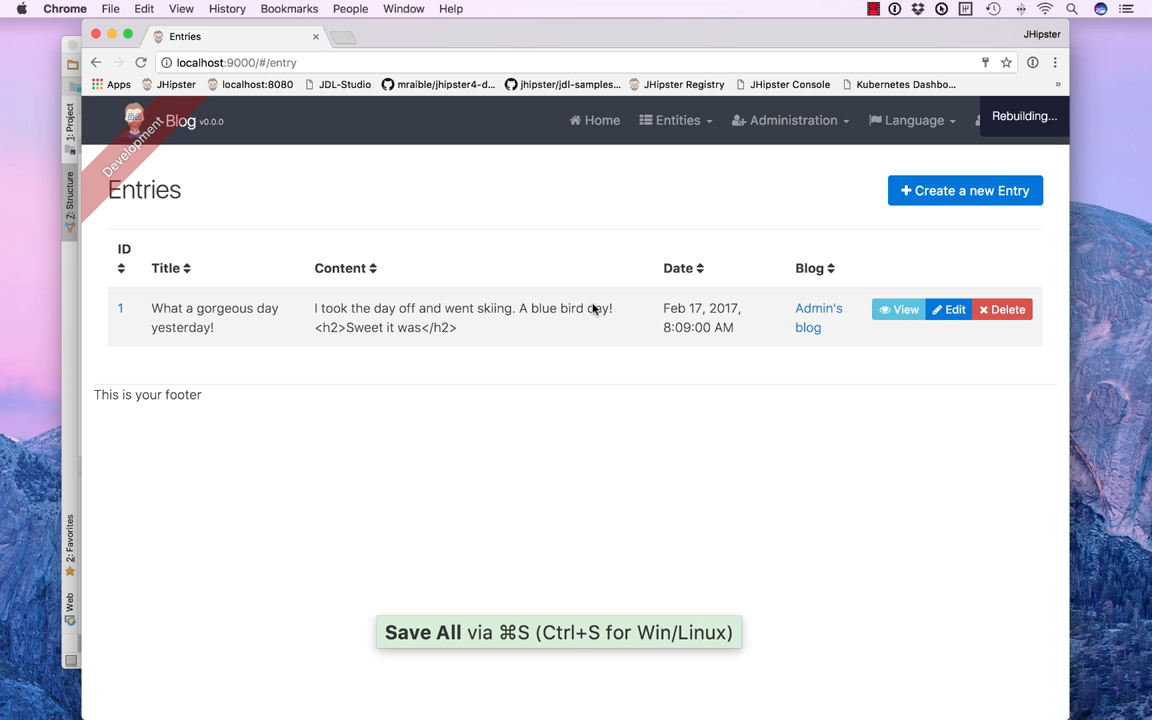 Chrome File Edit View History Bookmarks People Window Help
Entries
JHipster
localhost:9000/#/entry
Apps JHipster localhost:8080 JDL-Studio mraible/jhipster4-d... jhipster/jdl-samples... JHipster Registry JHipster Console Kubernetes Dashbo... »
1: Project
Z: Structure
2: Favorites
Web
Development
Blog v0.0.0
Home Entities Administration Language
Rebuilding...
Entries
Create a new Entry
ID Title Content Date Blog
1 What a gorgeous day I took the day off and went skiing. A blue bird day! Feb 17, 2017, Admin's View Edit Delete
yesterday! <h2>Sweet it was</h2> 8:09:00 AM blog
This is your footer
Save All via ⌘S (Ctrl+S for Win/Linux)